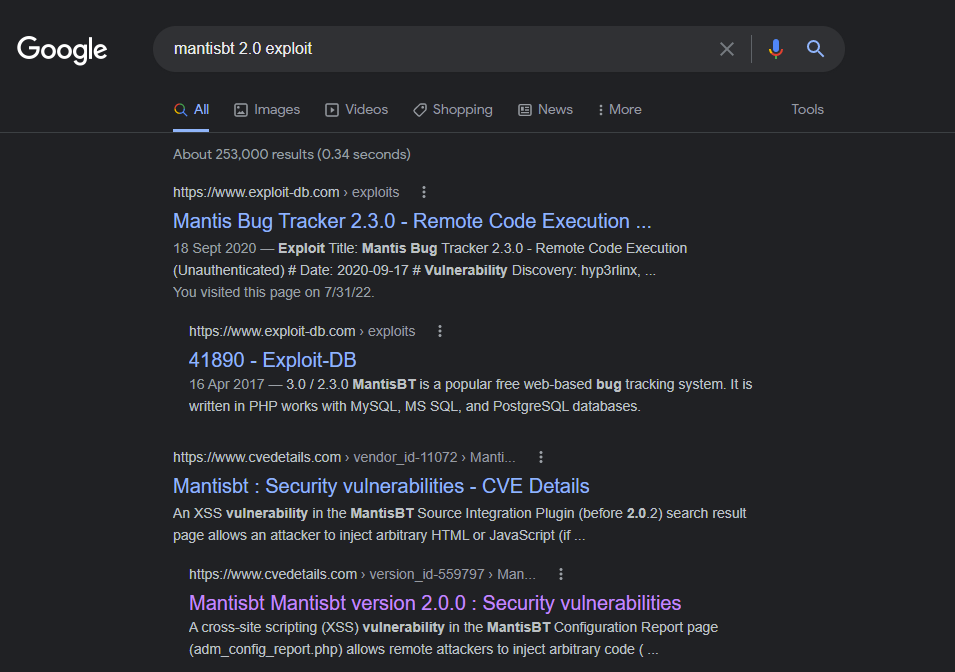 Google
mantisbt 2.0 exploit
All Images Videos Shopping News More Tools
About 253,000 results (0.34 seconds)
https://www.exploit-db.com › exploits
Mantis Bug Tracker 2.3.0 - Remote Code Execution ...
18 Sept 2020 — Exploit Title: Mantis Bug Tracker 2.3.0 - Remote Code Execution
(Unauthenticated) # Date: 2020-09-17 # Vulnerability Discovery: hyp3rlinx, ...
You visited this page on 7/31/22.
https://www.exploit-db.com › exploits
41890 - Exploit-DB
16 Apr 2017 — 3.0 / 2.3.0 MantisBT is a popular free web-based bug tracking system. It is
written in PHP works with MySQL, MS SQL, and PostgreSQL databases.
https://www.cvedetails.com › vendor_id-11072 › Manti...
Mantisbt : Security vulnerabilities - CVE Details
An XSS vulnerability in the MantisBT Source Integration Plugin (before 2.0.2) search result
page allows an attacker to inject arbitrary HTML or JavaScript (if ...
https://www.cvedetails.com › version_id-559797 › Man...
Mantisbt Mantisbt version 2.0.0 : Security vulnerabilities
A cross-site scripting (XSS) vulnerability in the MantisBT Configuration Report page
(adm_config_report.php) allows remote attackers to inject arbitrary code ( ...